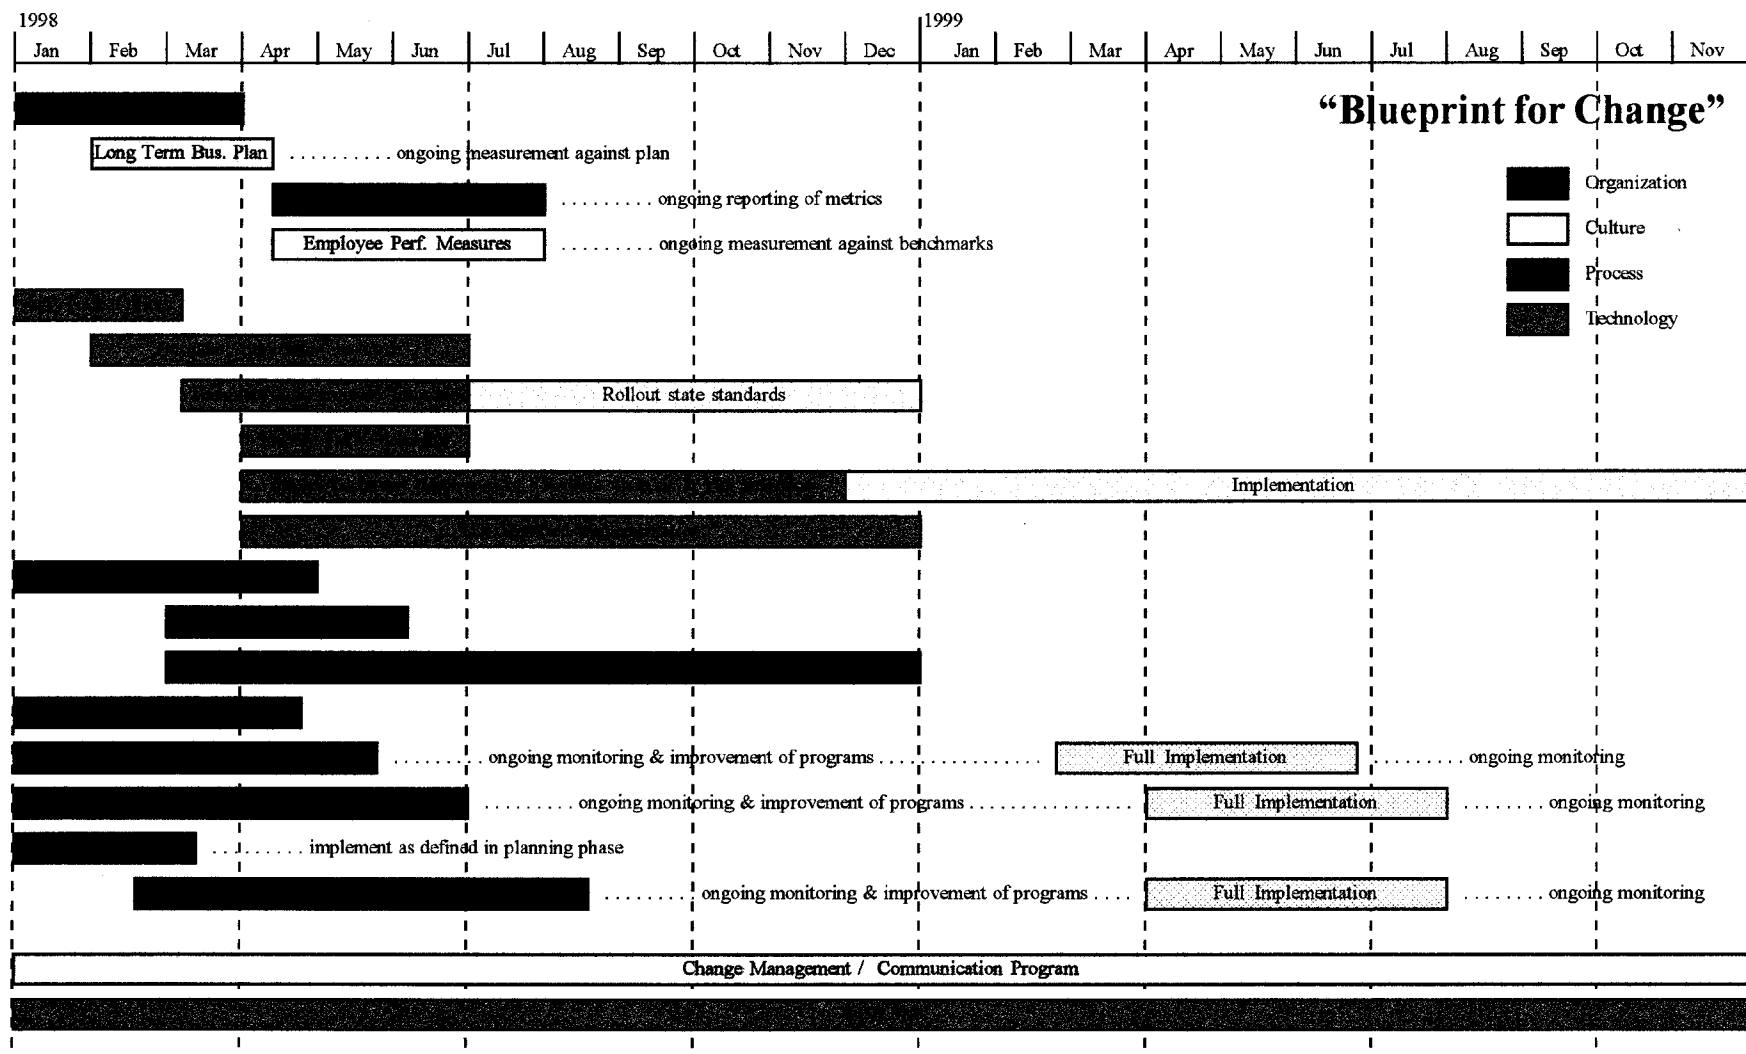 1998 1999
Jan Feb Mar Apr May Jun Jul Aug Sep Oct Nov Dec Jan Feb Mar Apr May Jun Jul Aug Sep Oct Nov
“Blueprint for Change”
Long Term Bus. Plan .......... ongoing measurement against plan
Organization
......... ongoing reporting of metrics
Culture
Employee Perf. Measures ......... ongoing measurement against benchmarks
Process
Technology
Rollout state standards
Implementation
......... ongoing monitoring & improvement of programs ................ Full Implementation ......... ongoing monitoring
......... ongoing monitoring & improvement of programs ................ Full Implementation ........ ongoing monitoring
......... implement as defined in planning phase
......... ongoing monitoring & improvement of programs .... Full Implementation ........ ongoing monitoring
Change Management / Communication Program